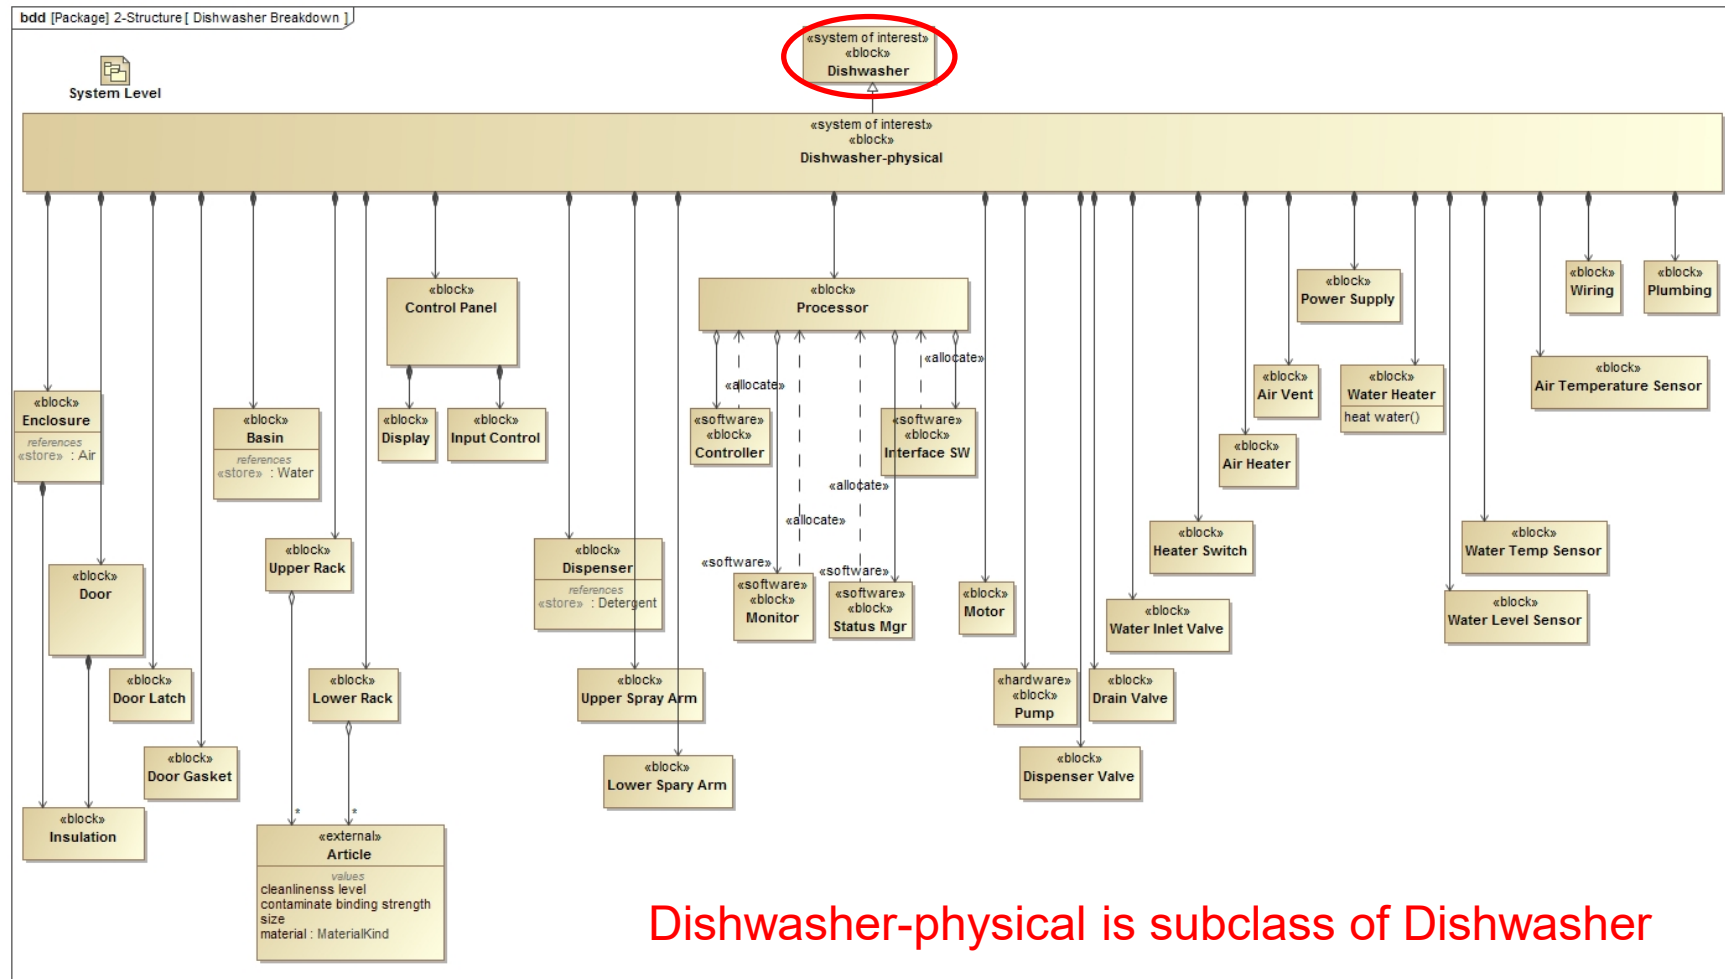 bdd [Package] 2-Structure [ Dishwasher Breakdown ]
System Level
«system of interest»
«block»
Dishwasher
«system of interest»
«block»
Dishwasher-physical
«block»
Control Panel
«block»
Processor
«block»
Power Supply
«block»
Wiring
«block»
Plumbing
«allocate»
«allocate»
«block»
Enclosure
references
«store» : Air
«block»
Basin
references
«store» : Water
«block»
Display
«block»
Input Control
«software»
«block»
Controller
«software»
«block»
Interface SW
«block»
Air Vent
«block»
Water Heater
heat water()
«block»
Air Temperature Sensor
«block»
Air Heater
«allocate»
«allocate»
«block»
Door
«block»
Upper Rack
«block»
Dispenser
references
«store» : Detergent
«software»
«software»
«block»
Monitor
«software»
«software»
«block»
Status Mgr
«block»
Motor
«block»
Heater Switch
«block»
Water Temp Sensor
«block»
Water Inlet Valve
«block»
Water Level Sensor
«block»
Door Latch
«block»
Lower Rack
«block»
Upper Spray Arm
«hardware»
«block»
Pump
«block»
Drain Valve
«block»
Door Gasket
«block»
Lower Spary Arm
«block»
Dispenser Valve
«block»
Insulation
*
*
«external»
Article
values
cleanlinenss level
contaminate binding strength
size
material : MaterialKind
Dishwasher-physical is subclass of Dishwasher